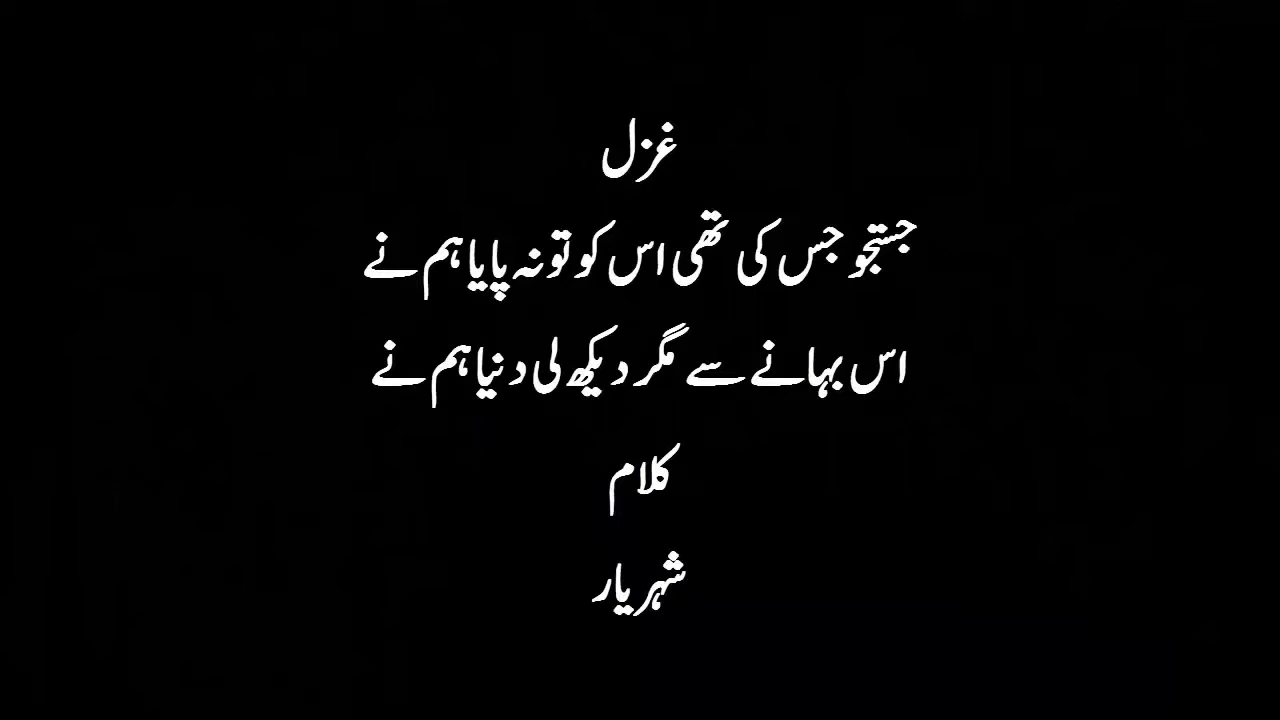 غزل
جستجو جس کی تھی اس کو تو نہ پایا ہم نے
اس بہانے سے مگر دیکھ لی دنیا ہم نے
کلام
شہریار